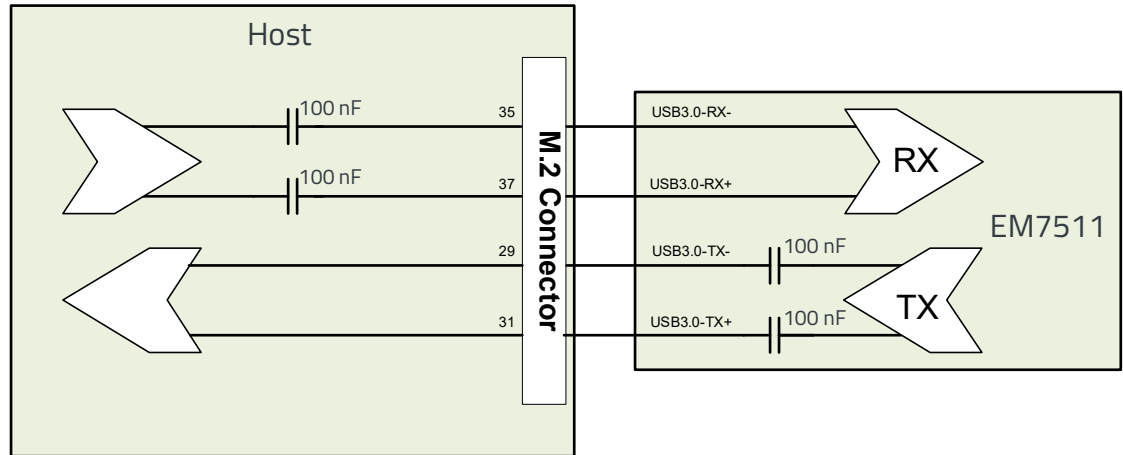 Host
100 nF
35
USB3.0-RX-
100 nF
37
USB3.0-RX+
RX
M.2 Connector
EM7511
29
USB3.0-TX-
100 nF
31
USB3.0-TX+
100 nF
TX